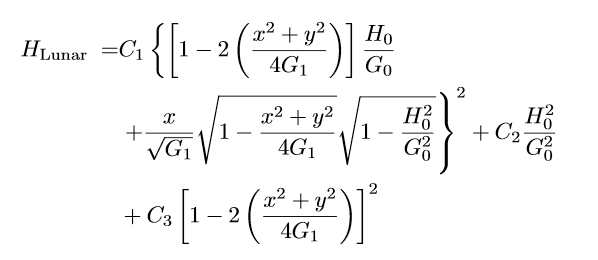 H_{\text{Lunar}} = C_1 \left\{ \left[ 1 - 2 \left( \frac{x^2 + y^2}{4G_1} \right) \right] \frac{H_0}{G_0} \right.
\left. + \frac{x}{\sqrt{G_1}} \sqrt{1 - \frac{x^2 + y^2}{4G_1}} \sqrt{1 - \frac{H_0^2}{G_0^2}} \right\}^2 + C_2 \frac{H_0^2}{G_0^2}
+ C_3 \left[ 1 - 2 \left( \frac{x^2 + y^2}{4G_1} \right) \right]^2